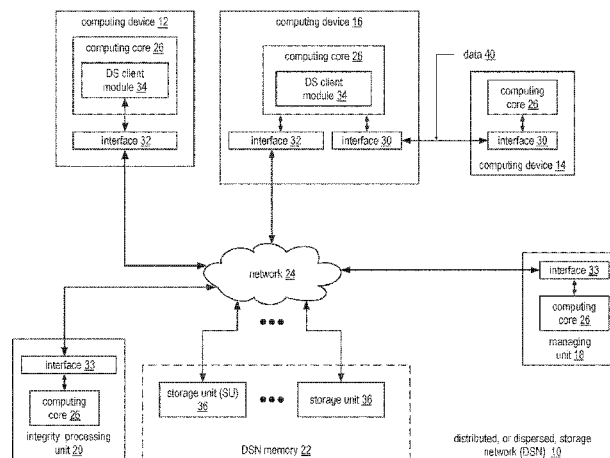 computing device 12
computing core 26
DS client
module 34
interface 32
computing device 16
computing core 26
DS client
module 34
interface 32
interface 30
data 40
computing
core 26
interface 30
computing device 14
network 24
interface 33
computing
core 26
managing
unit 18
interface 33
computing
core 26
integrity processing
unit 20
storage unit (SU)
36
storage unit 36
DSN memory 22
distributed, or dispersed, storage
network (DSN) 10